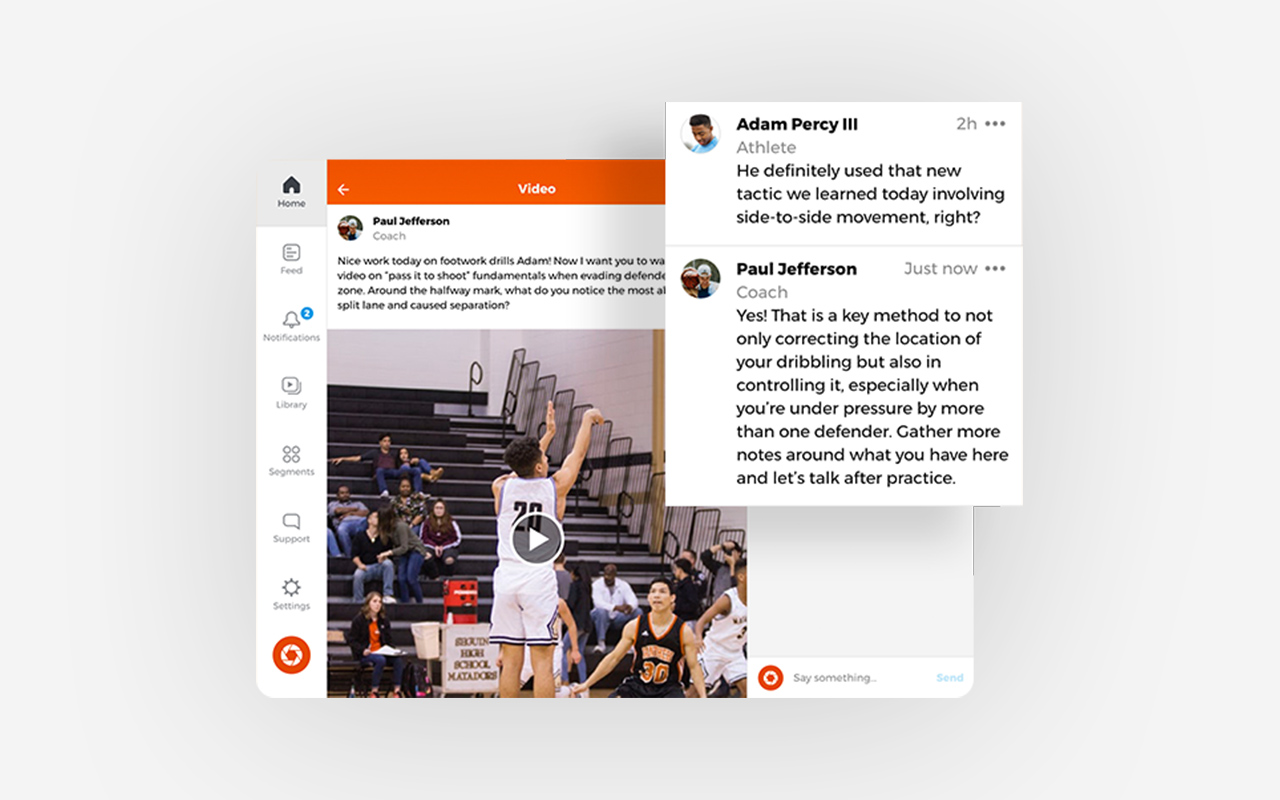 Home
Feed
2
Notifications
Library
Segments
Support
Settings
Video
Paul Jefferson
Coach
Nice work today on footwork drills Adam! Now I want you to
video on “pass it to shoot” fundamentals when evading
zone. Around the halfway mark, what do you notice the most
split lane and caused separation?
20
SEGUIN
HIGH
SCHOOL
MATADORS
30
Adam Percy III
2h
Athlete
He definitely used that new
tactic we learned today involving
side-to-side movement, right?
Paul Jefferson
Just now
Coach
Yes! That is a key method to not
only correcting the location of
your dribbling but also in
controlling it, especially when
you’re under pressure by more
than one defender. Gather more
notes around what you have here
and let’s talk after practice.
Say something...
Send